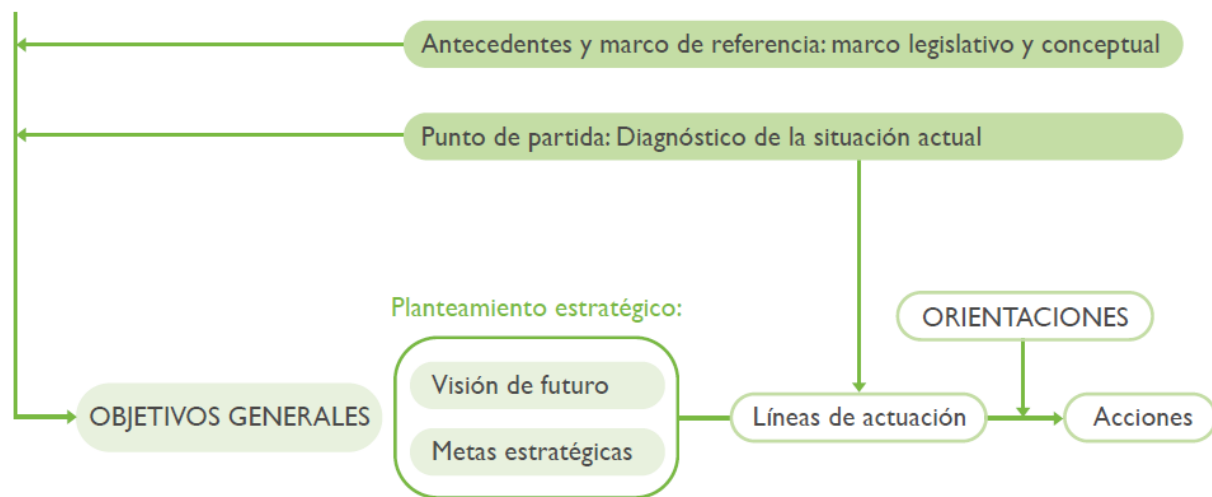 Antecedentes y marco de referencia: marco legislativo y conceptual
Punto de partida: Diagnóstico de la situación actual
Planteamiento estratégico:
ORIENTACIONES
Visión de futuro
OBJETIVOS GENERALES
Líneas de actuación
Acciones
Metas estratégicas